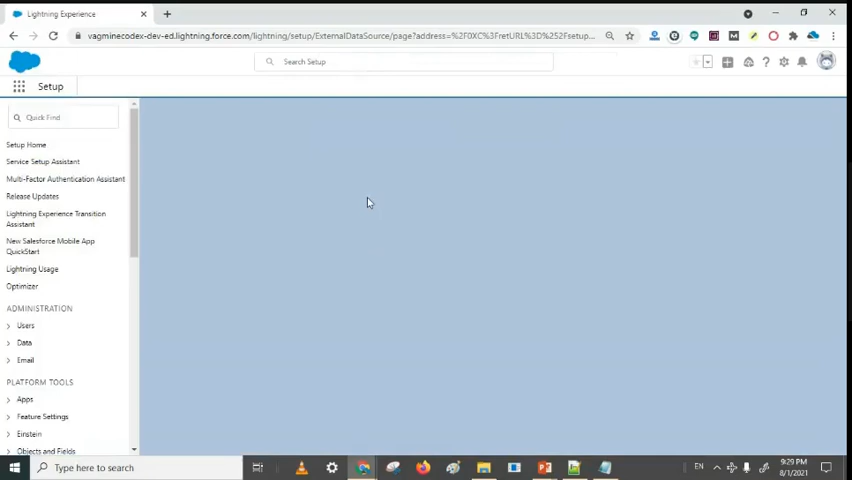 Lightning Experience
vagminecodex-dev-ed.lightning.force.com/lightning/setup/ExternalDataSource/page?address=%2F0XC%3FretURL%3D%252Fsetup...
Search Setup
Setup
Quick Find
Setup Home
Service Setup Assistant
Multi-Factor Authentication Assistant
Release Updates
Lightning Experience Transition
Assistant
New Salesforce Mobile App
QuickStart
Lightning Usage
Optimizer
ADMINISTRATION
Users
Data
Email
PLATFORM TOOLS
Apps
Feature Settings
Einstein
Objects and Fields
Type here to search
EN
9:29 PM
8/1/2021